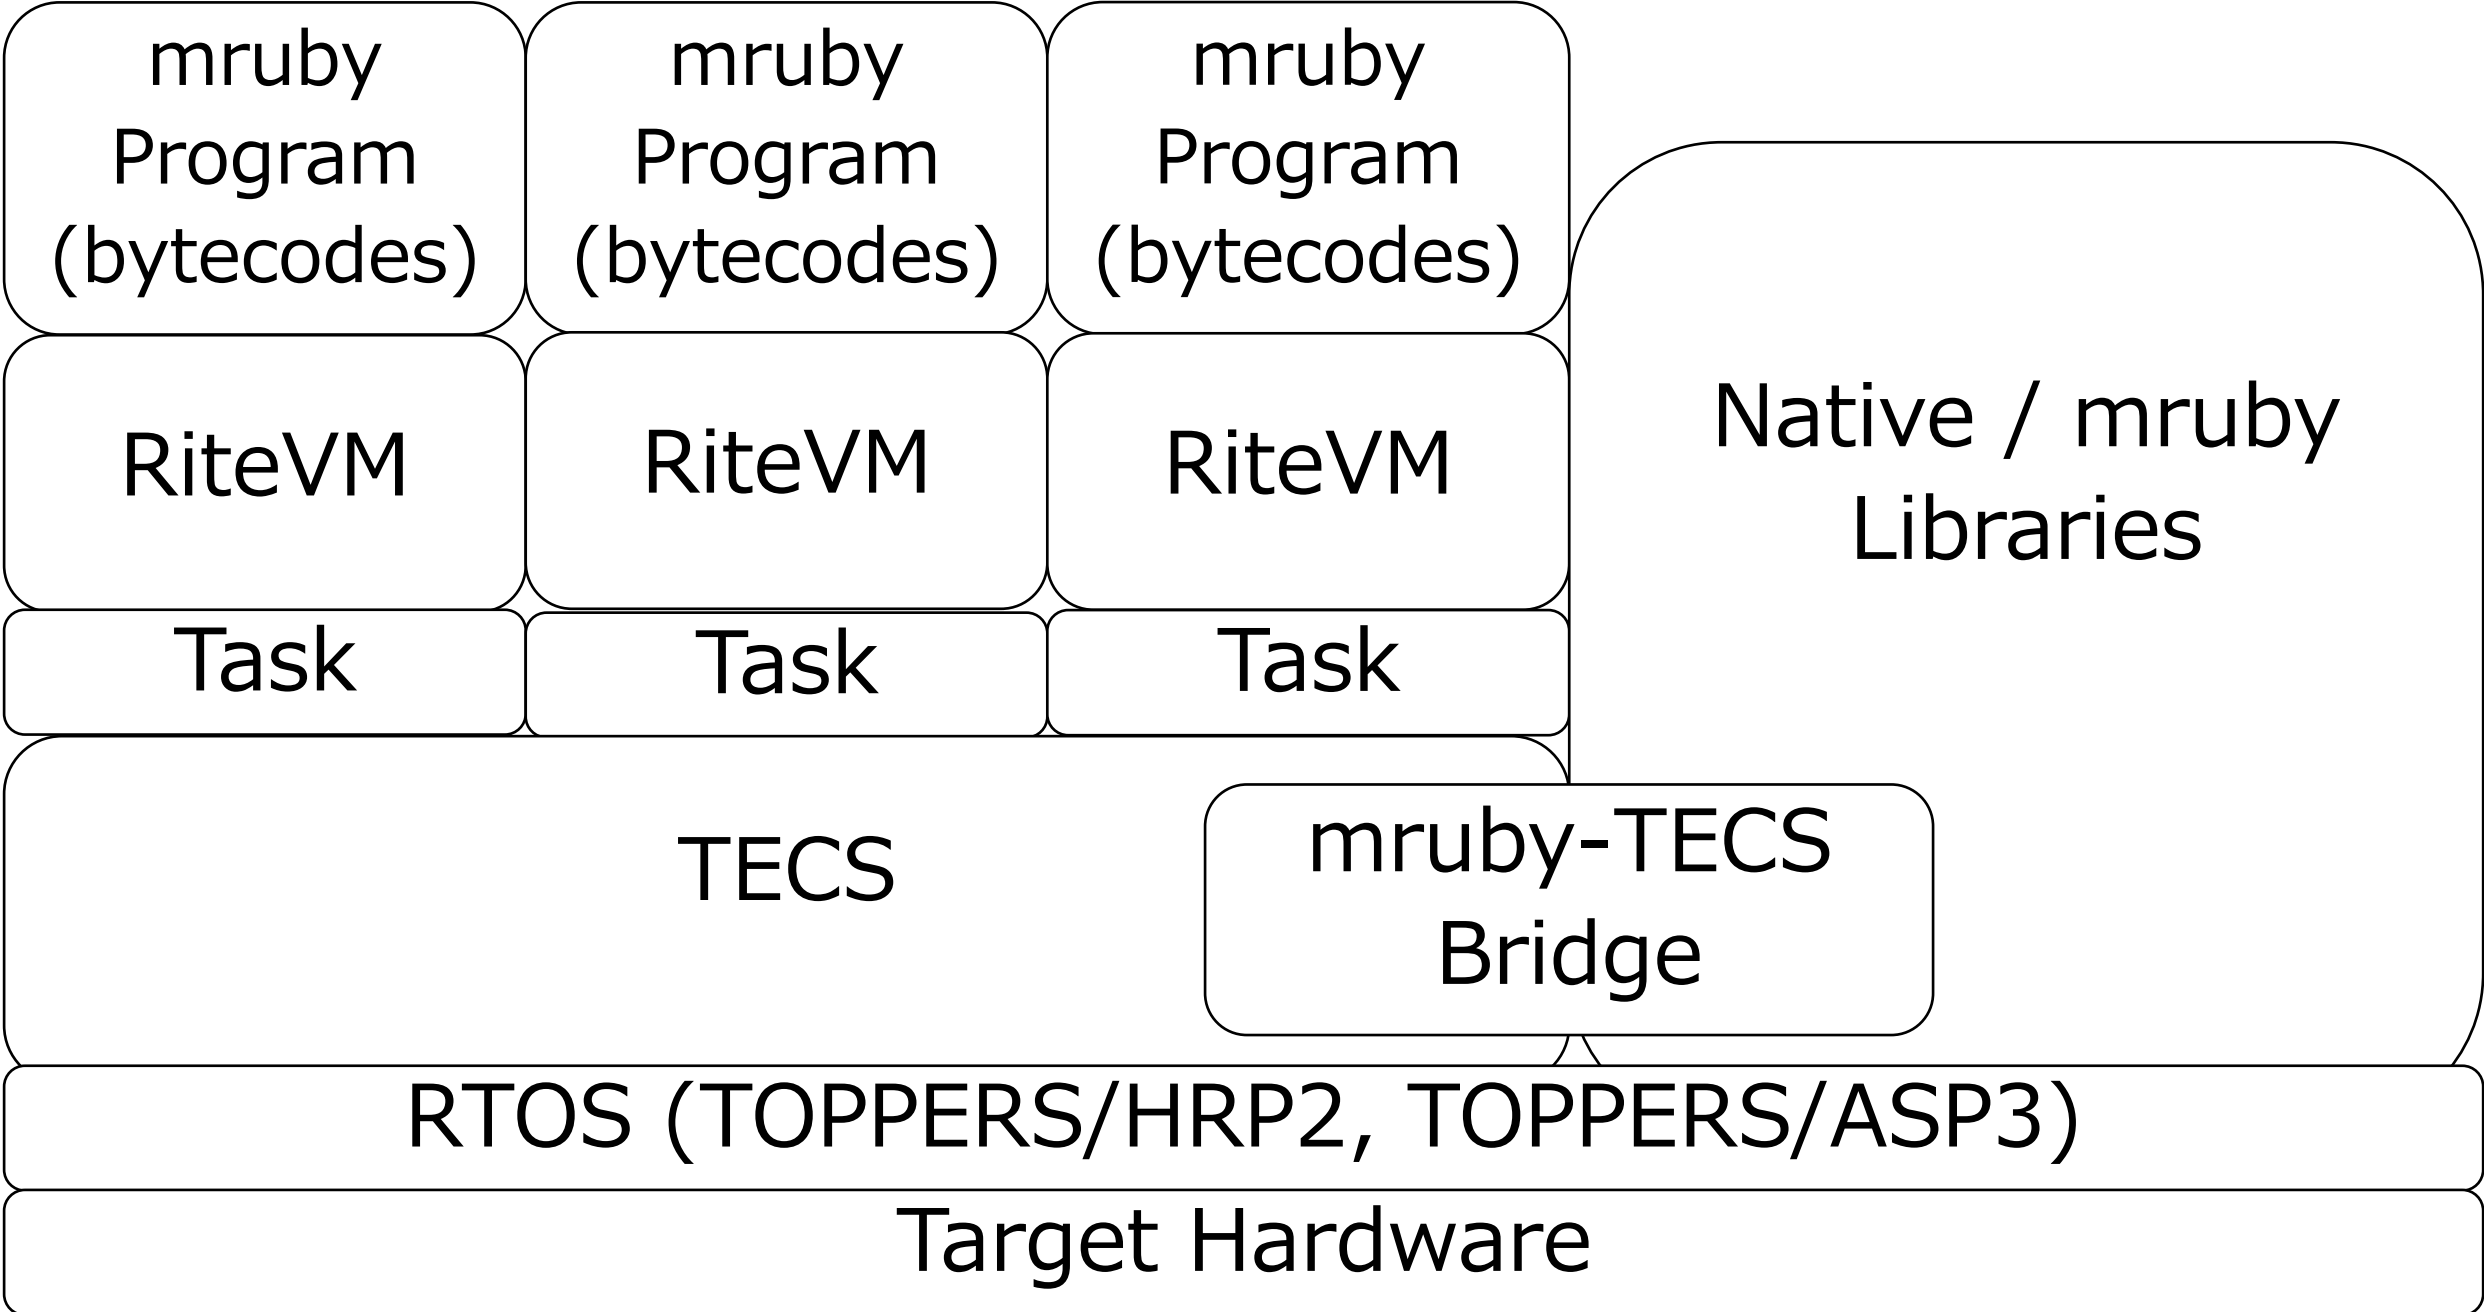 mruby
Program
(bytecodes)
mruby
Program
(bytecodes)
mruby
Program
(bytecodes)
RiteVM
RiteVM
RiteVM
Native / mruby
Libraries
Task
Task
Task
TECS
mruby-TECS
Bridge
RTOS (TOPPERS/HRP2, TOPPERS/ASP3)
Target Hardware